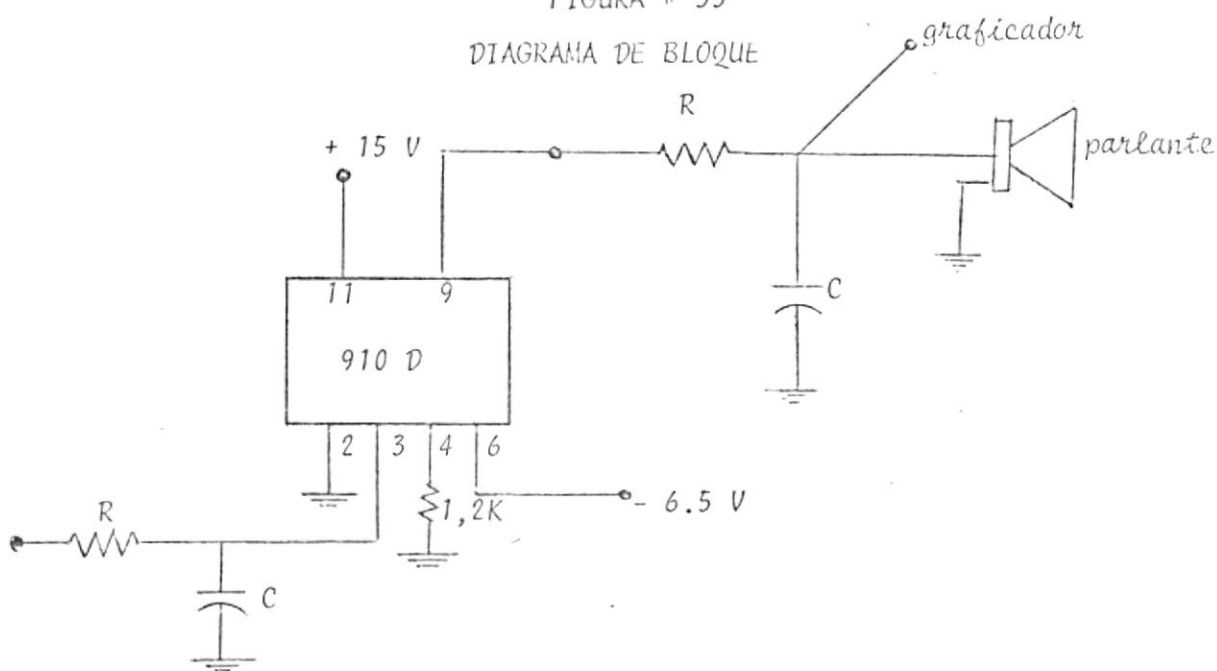 DIAGRAMA DE BLOQUE
graficador
R
+ 15 V
parlante
11
9
C
910 D
2
3
4
6
1,2K
- 6.5 V
R
C